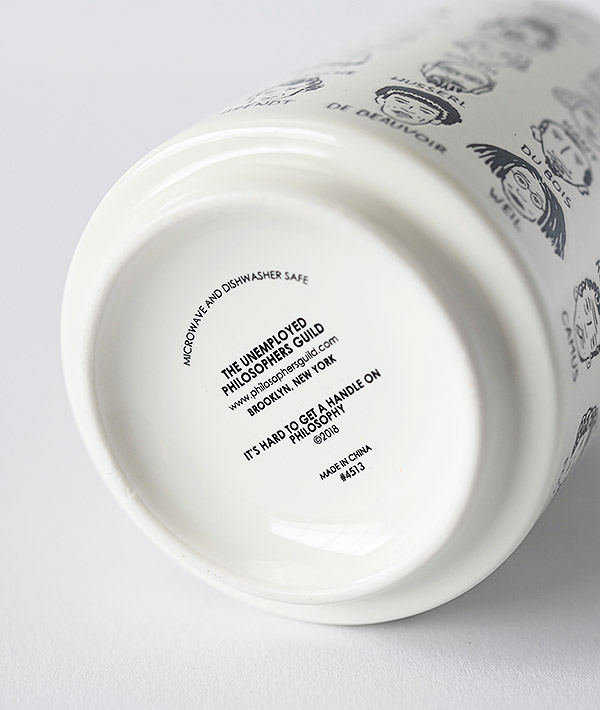 HUSSERL
DE BEAUVOIR
DU BOIS
WEIL
CAMUS
MICROWAVE AND DISHWASHER SAFE
THE UNEMPLOYED
PHILOSOPHERS GUILD
www.philosophersguild.com
BROOKLYN, NEW YORK
IT'S HARD TO GET A HANDLE ON
PHILOSOPHY
©2018
MADE IN CHINA
#4513